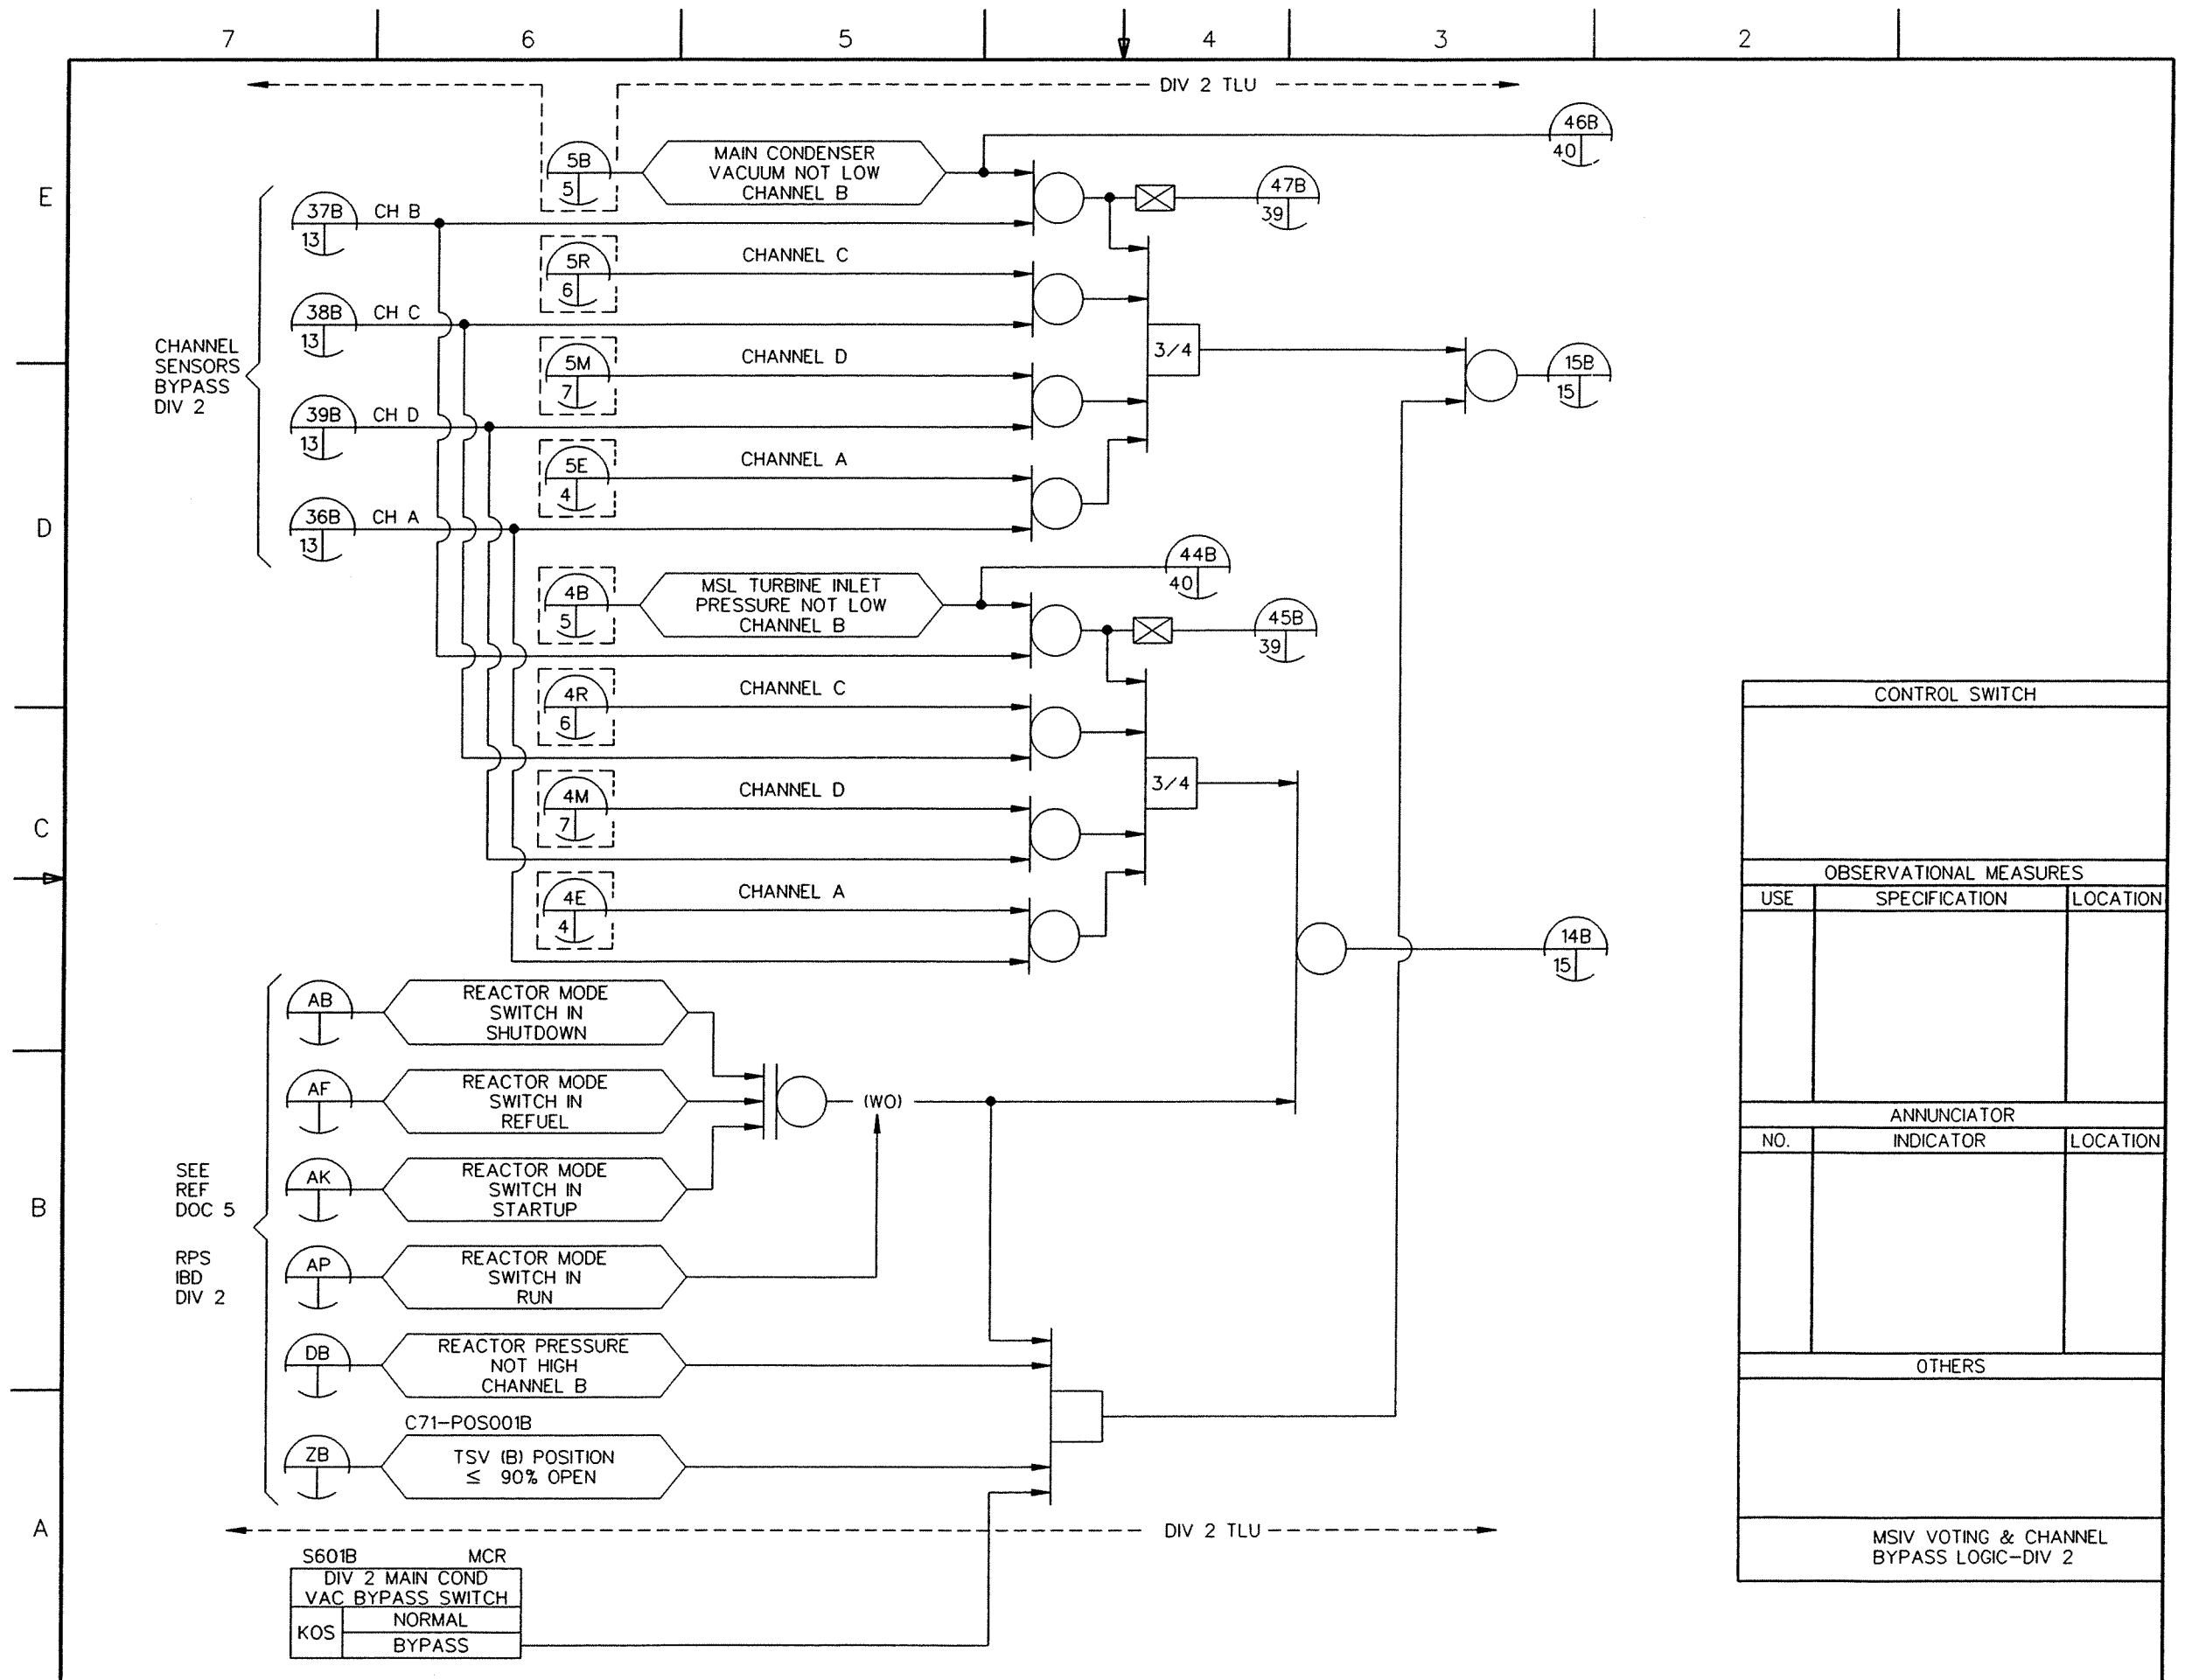 7 6 5 4 3 2
DIV 2 TLU
46B
40
5B
5
MAIN CONDENSER
VACUUM NOT LOW
CHANNEL B
47B
39
E
37B
13
CH B
5R
6
CHANNEL C
38B
13
CH C
CHANNEL
SENSORS
BYPASS
DIV 2
5M
7
CHANNEL D
3/4
15B
15
39B
13
CH D
5E
4
CHANNEL A
D
36B
13
CH A
44B
40
4B
5
MSL TURBINE INLET
PRESSURE NOT LOW
CHANNEL B
45B
39
4R
6
CHANNEL C
4M
7
CHANNEL D
3/4
C
4E
4
CHANNEL A
14B
15
AB
REACTOR MODE
SWITCH IN
SHUTDOWN
AF
REACTOR MODE
SWITCH IN
REFUEL
(WO)
AK
REACTOR MODE
SWITCH IN
STARTUP
SEE
REF
DOC 5
B
RPS
IBD
DIV 2
AP
REACTOR MODE
SWITCH IN
RUN
DB
REACTOR PRESSURE
NOT HIGH
CHANNEL B
C71-POS001B
ZB
TSV (B) POSITION
≤ 90% OPEN
A
DIV 2 TLU
S601B MCR
DIV 2 MAIN COND
VAC BYPASS SWITCH
KOS
NORMAL
BYPASS
CONTROL SWITCH
OBSERVATIONAL MEASURES
USE SPECIFICATION LOCATION
ANNUNCIATOR
NO. INDICATOR LOCATION
OTHERS
MSIV VOTING & CHANNEL
BYPASS LOGIC-DIV 2